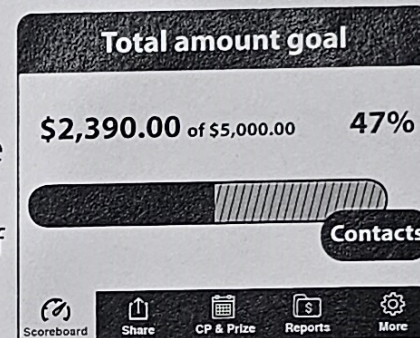 Total amount goal
$2,390.00 of $5,000.00 47%
Contacts
Scoreboard Share CP & Prize Reports More